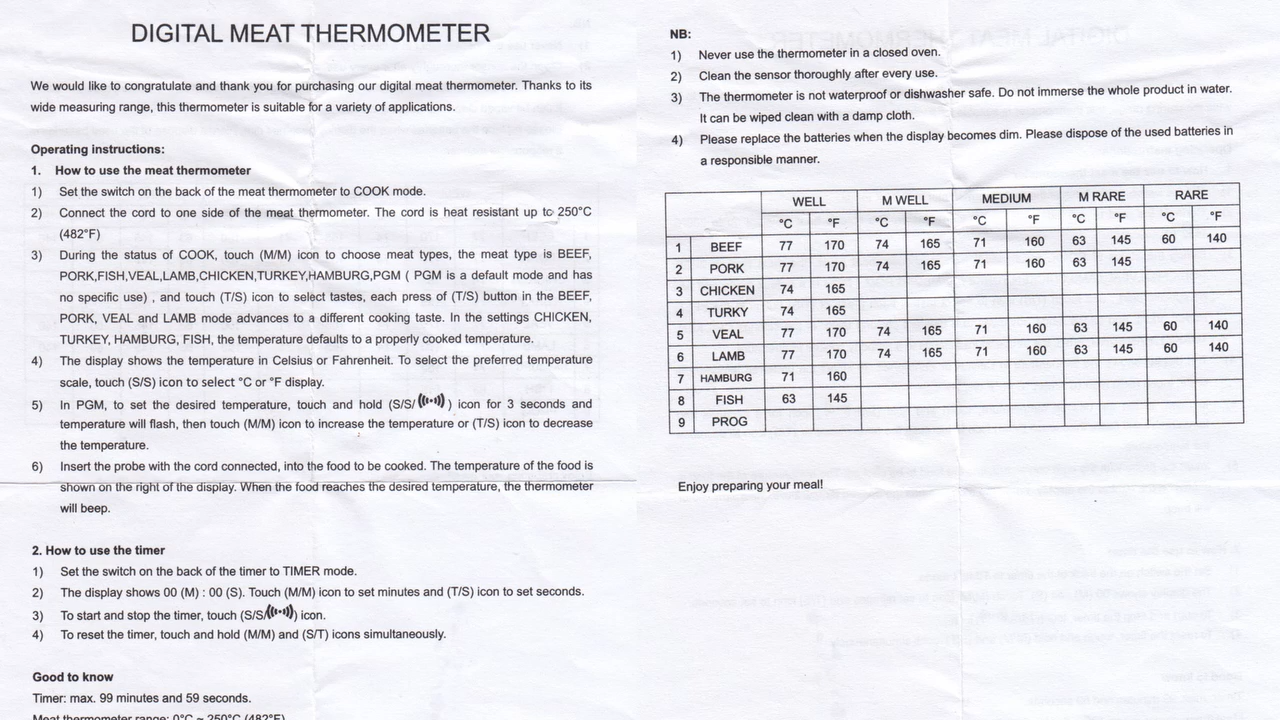 DIGITAL MEAT THERMOMETER
We would like to congratulate and thank you for purchasing our digital meat thermometer. Thanks to its
wide measuring range, this thermometer is suitable for a variety of applications.
Operating instructions:
1. How to use the meat thermometer
1) Set the switch on the back of the meat thermometer to COOK mode.
2) Connect the cord to one side of the meat thermometer. The cord is heat resistant up to 250°C
(482°F)
3) During the status of COOK, touch (M/M) icon to choose meat types, the meat type is BEEF,
PORK,FISH,VEAL,LAMB,CHICKEN,TURKEY,HAMBURG,PGM ( PGM is a default mode and has
no specific use) , and touch (T/S) icon to select tastes, each press of (T/S) button in the BEEF,
PORK, VEAL and LAMB mode advances to a different cooking taste. In the settings CHICKEN,
TURKEY, HAMBURG, FISH, the temperature defaults to a properly cooked temperature.
4) The display shows the temperature in Celsius or Fahrenheit. To select the preferred temperature
scale, touch (S/S) icon to select °C or °F display.
5) In PGM, to set the desired temperature, touch and hold (S/S/ ) icon for 3 seconds and
temperature will flash, then touch (M/M) icon to increase the temperature or (T/S) icon to decrease
the temperature.
6) Insert the probe with the cord connected, into the food to be cooked. The temperature of the food is
shown on the right of the display. When the food reaches the desired temperature, the thermometer
will beep.
2. How to use the timer
1) Set the switch on the back of the timer to TIMER mode.
2) The display shows 00 (M) : 00 (S). Touch (M/M) icon to set minutes and (T/S) icon to set seconds.
3) To start and stop the timer, touch (S/S/ ) icon.
4) To reset the timer, touch and hold (M/M) and (S/T) icons simultaneously.
Good to know
Timer: max. 99 minutes and 59 seconds.
Meat thermometer range: 0°C ~ 250°C (482°F)
NB:
1) Never use the thermometer in a closed oven.
2) Clean the sensor thoroughly after every use.
3) The thermometer is not waterproof or dishwasher safe. Do not immerse the whole product in water.
It can be wiped clean with a damp cloth.
4) Please replace the batteries when the display becomes dim. Please dispose of the used batteries in
a responsible manner.
WELL M WELL MEDIUM M RARE RARE
°C °F °C °F °C °F °C °F °C °F
1 BEEF 77 170 74 165 71 160 63 145 60 140
2 PORK 77 170 74 165 71 160 63 145
3 CHICKEN 74 165
4 TURKY 74 165
5 VEAL 77 170 74 165 71 160 63 145 60 140
6 LAMB 77 170 74 165 71 160 63 145 60 140
7 HAMBURG 71 160
8 FISH 63 145
9 PROG
Enjoy preparing your meal!